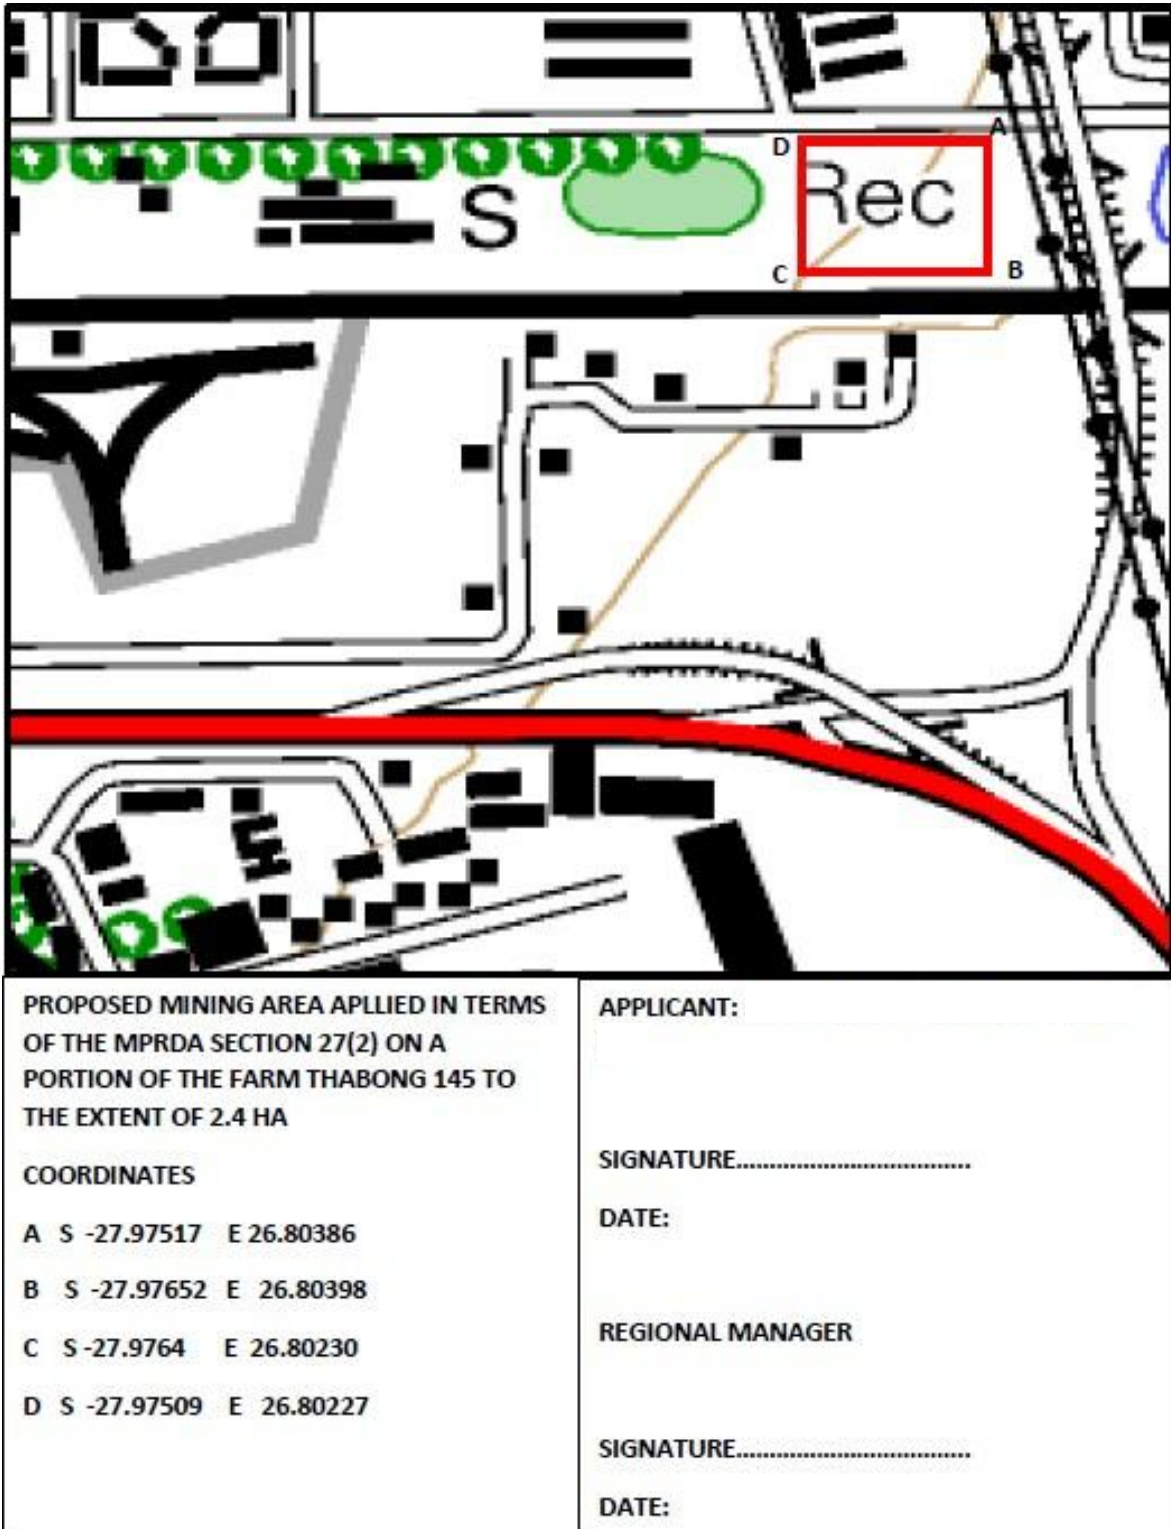 A
D
Rec
S
C
B
PROPOSED MINING AREA APLLIED IN TERMS
OF THE MPRDA SECTION 27(2) ON A
PORTION OF THE FARM THABONG 145 TO
THE EXTENT OF 2.4 HA
COORDINATES
A S -27.97517 E 26.80386
B S -27.97652 E 26.80398
C S -27.9764 E 26.80230
D S -27.97509 E 26.80227
APPLICANT:
SIGNATURE...................................
DATE:
REGIONAL MANAGER
SIGNATURE...................................
DATE: